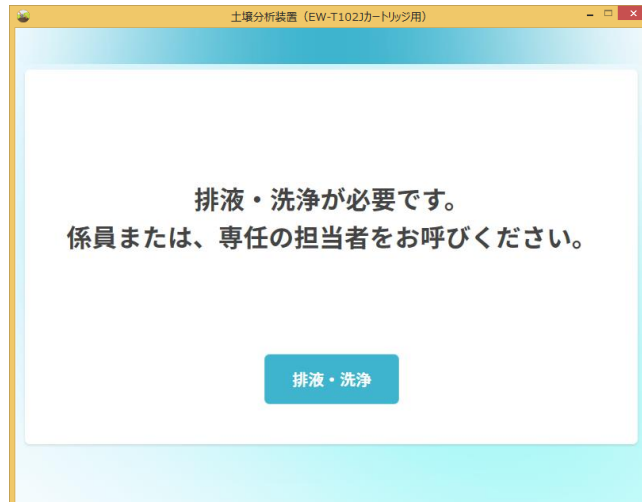 土壌分析装置（EW-T102Jカートリッジ用）
排液・洗浄が必要です。
係員または、専任の担当者をお呼びください。
排液・洗浄